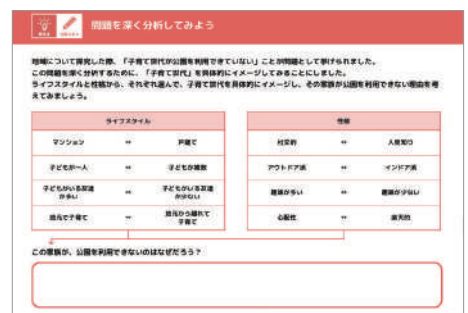 問題を深く分析してみよう
地域について探究した際、「子育て世代が公園を利用できていない」ことが問題として挙げられました。
この問題を深く分析するために、「子育て世代」を具体的にイメージしてみることにしました。
ライフスタイルと性格から、それぞれ選んで、子育て世代を具体的にイメージし、その家族が公園を利用できない理由を考
えてみましょう。
ライフスタイル
マンション ⇔ 戸建て
子どもが一人 ⇔ 子どもが複数
子どもがいる友達が多い ⇔ 子どもがいる友達が少ない
地元で子育て ⇔ 地元から離れて子育て
性格
社交的 ⇔ 人見知り
アウトドア派 ⇔ インドア派
趣味が多い ⇔ 趣味が少ない
心配性 ⇔ 楽天的
この家族が、公園を利用できないのはなぜだろう？